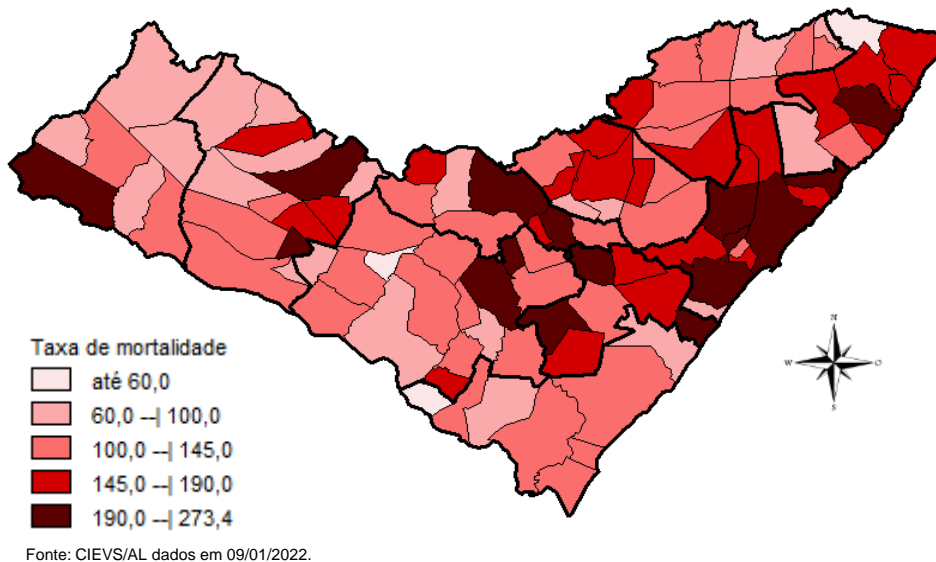 N
W
O
S
Taxa de mortalidade
até 60,0
60,0 --| 100,0
100,0 --| 145,0
145,0 --| 190,0
190,0 --| 273,4
Fonte: CIEVS/AL dados em 09/01/2022.